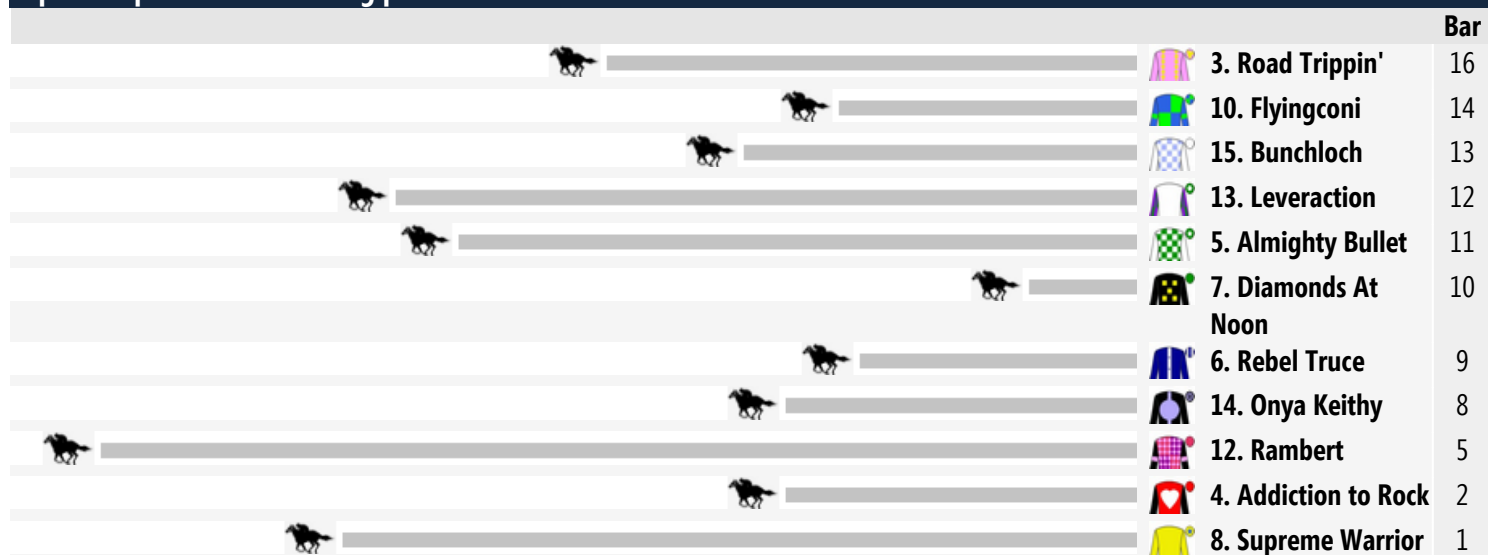 Bar
3. Road Trippin' 16
10. Flyingconi 14
15. Bunchloch 13
13. Leveraction 12
5. Almighty Bullet 11
7. Diamonds At 10
Noon
6. Rebel Truce 9
14. Onya Keithy 8
12. Rambert 5
4. Addiction to Rock 2
8. Supreme Warrior 1